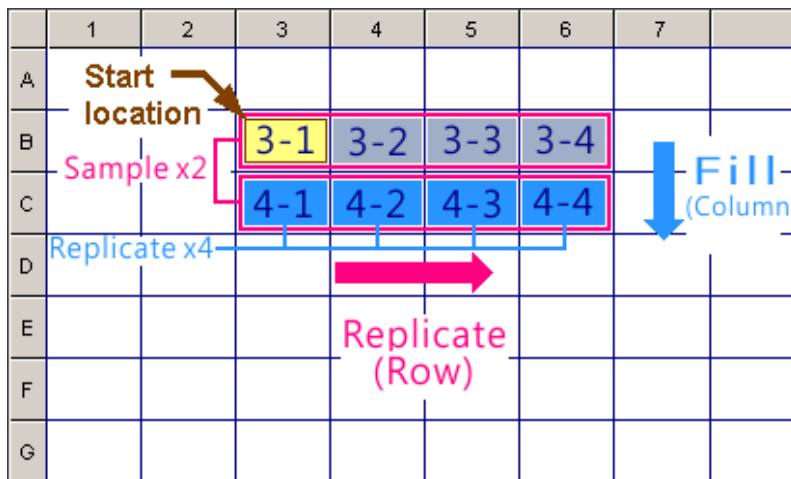 1 2 3 4 5 6 7
A
Start
location
B
3-1 3-2 3-3 3-4
Sample x2
Fill
(Column
C
4-1 4-2 4-3 4-4
Replicate x4
D
Replicate
(Row)
E
F
G